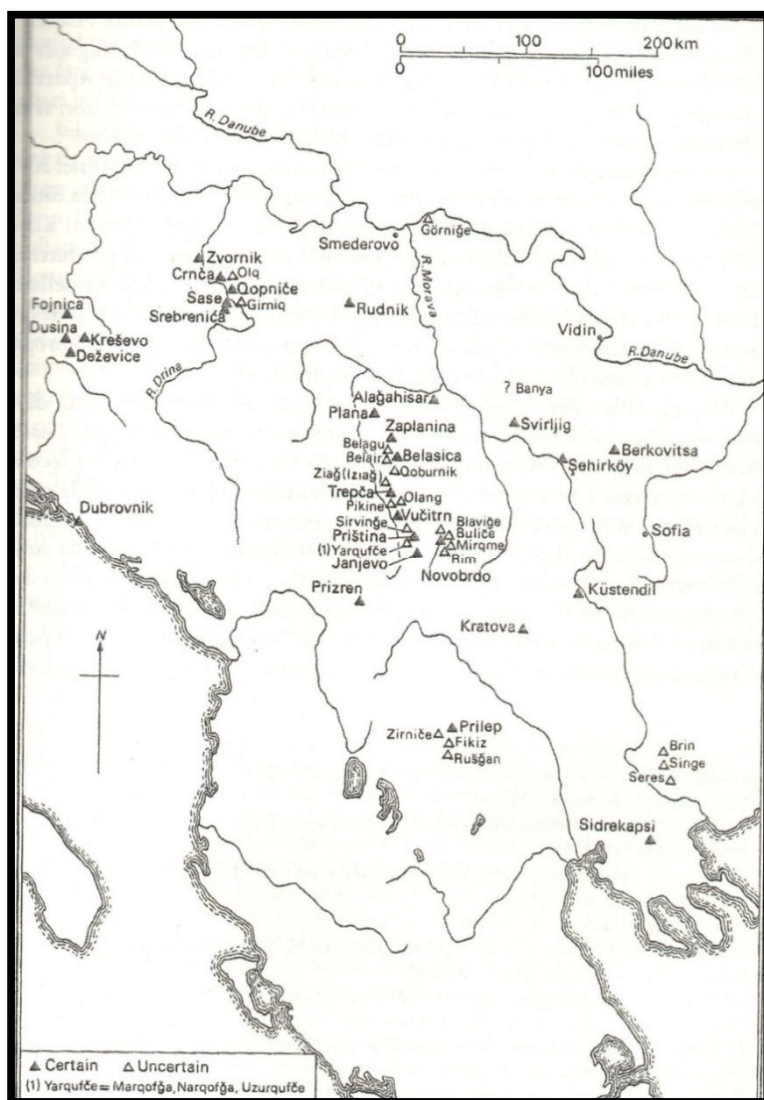 0 100 200 km
0 100 miles
R. Danube
Görniğe
Smederovo
R. Morava
Zvornik
Crnča
Olq
Qopniče
Sase
Girniq
Srebrenica
Fojnica
Dusina
Kreševo
Deževice
Rudnik
Vidin
R. Danube
R. Drina
? Banya
Alağahisar
Plana
Svirljig
Zaplanina
Berkovitsa
Belagu
Belair
Belasica
Şehirköy
Qoburnik
Ziağ (Iziağ)
Trepča
Olang
Pikine
Dubrovnik
Vučitrn
Sirvinğe
Blaviğe
Sofia
Priština
Buliče
(1) Yarqufče
Mirqme
Rim
Janjevo
Novobrdo
Prizren
Küstendil
Kratova
N
Zirniče
Prilep
Fikiz
Rušğan
Brin
Singe
Seres
Sidrekapsi
Certain Uncertain
(1) Yarqufče = Marqofğa, Narqofğa, Uzurqufče